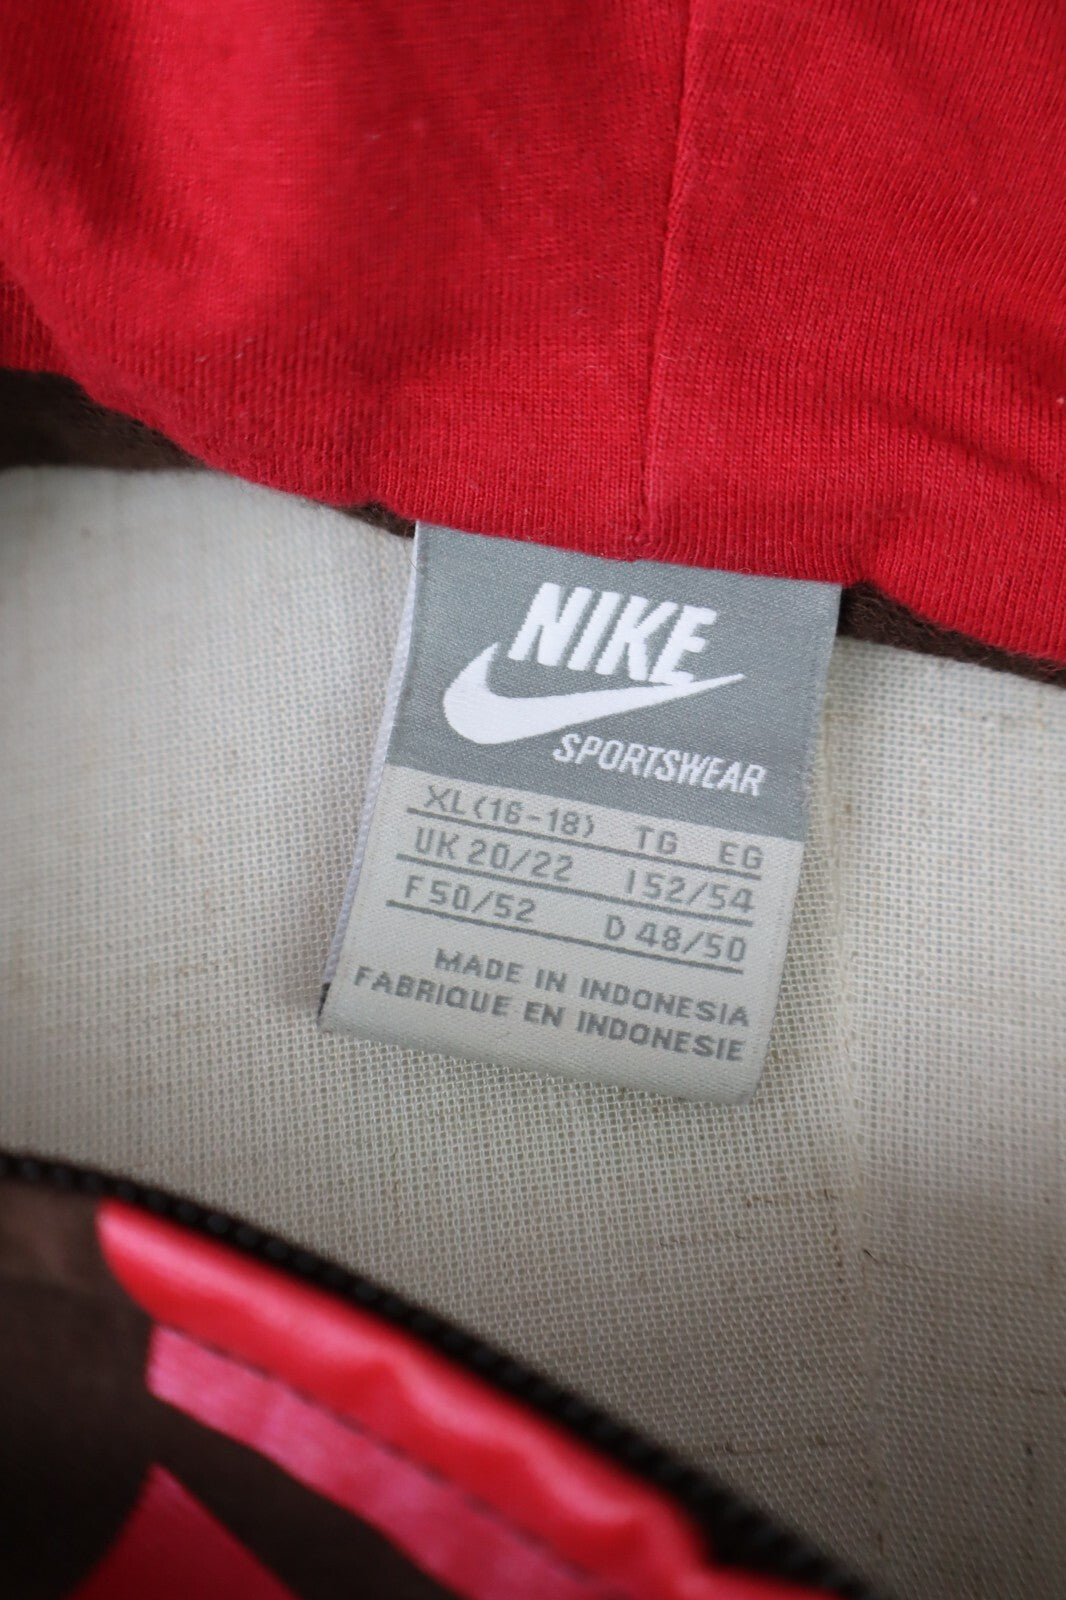 NIKE
SPORTSWEAR
XL(16-18) TG EG
UK 20/22 I 52/54
F 50/52 D 48/50
MADE IN INDONESIA
FABRIQUE EN INDONESIE